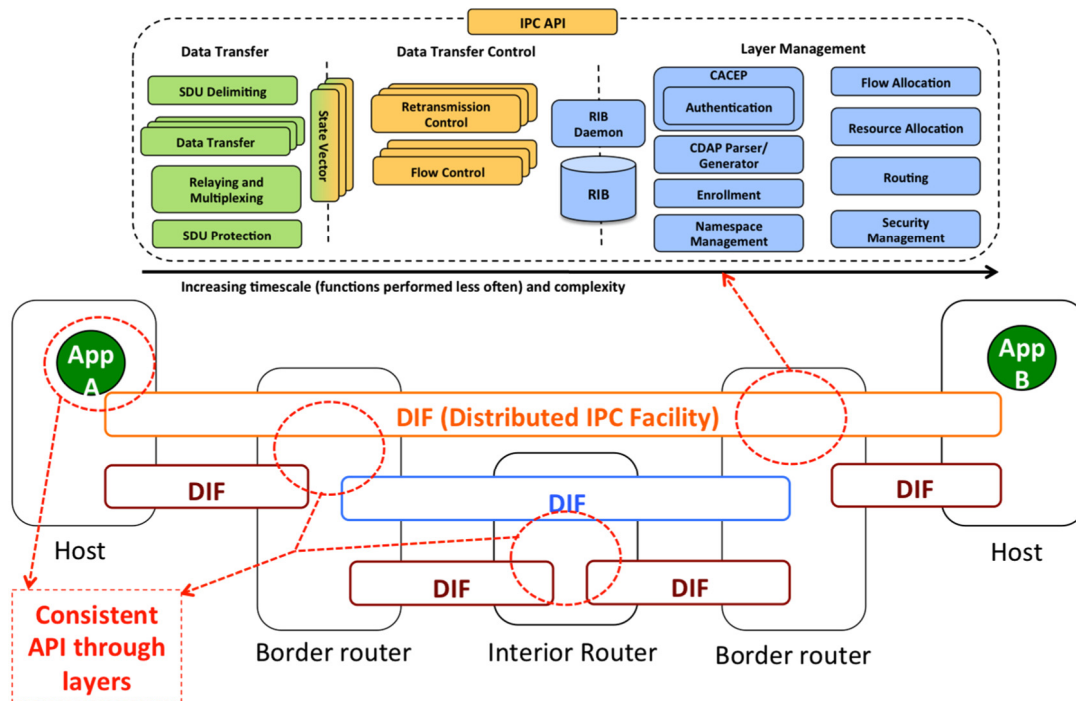 IPC API
Data Transfer
Data Transfer Control
Layer Management
SDU Delimiting
Data Transfer
Relaying and
Multiplexing
SDU Protection
State Vector
Retransmission
Control
Flow Control
RIB
Daemon
RIB
CACEP
Authentication
CDAP Parser/
Generator
Enrollment
Namespace
Management
Flow Allocation
Resource Allocation
Routing
Security
Management
Increasing timescale (functions performed less often) and complexity
App
A
App
B
DIF (Distributed IPC Facility)
DIF
DIF
DIF
DIF
DIF
Host
Host
Border router
Interior Router
Border router
Consistent
API through
layers